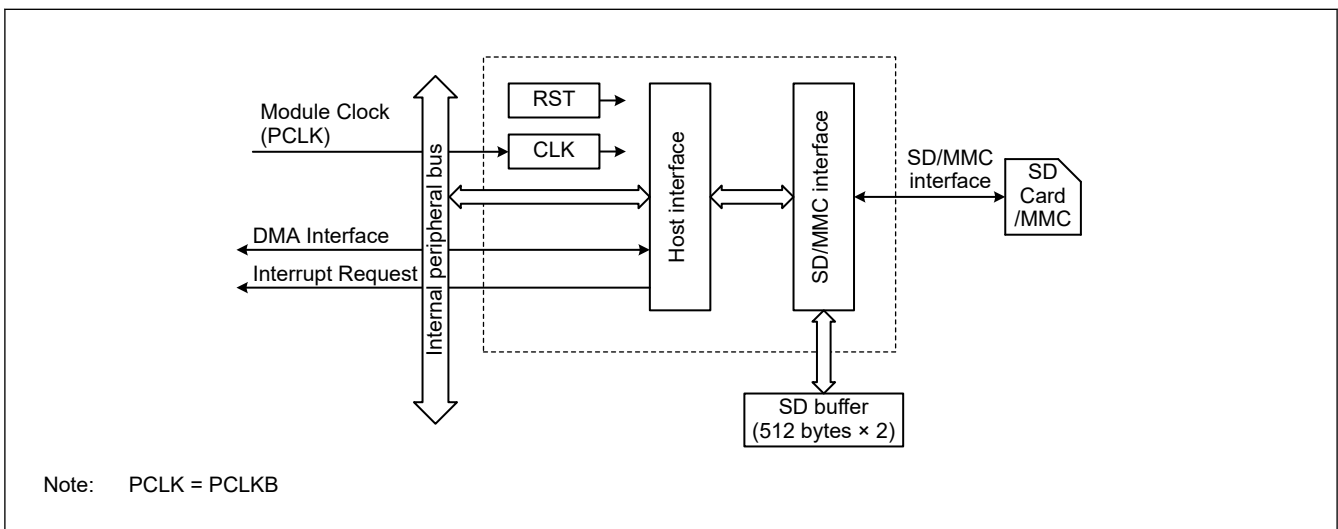 Module Clock
(PCLK)
RST
CLK
DMA Interface
Interrupt Request
Internal peripheral bus
Host interface
SD/MMC interface
SD/MMC
interface
SD
Card
/MMC
SD buffer
(512 bytes × 2)
Note: PCLK = PCLKB